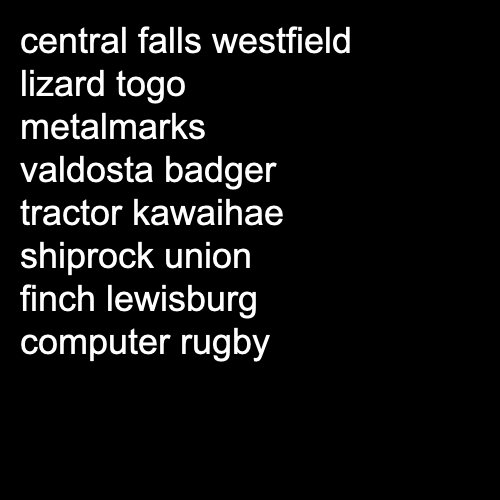 central falls westfield
lizard togo
metalmarks
valdosta badger
tractor kawaihae
shiprock union
finch lewisburg
computer rugby